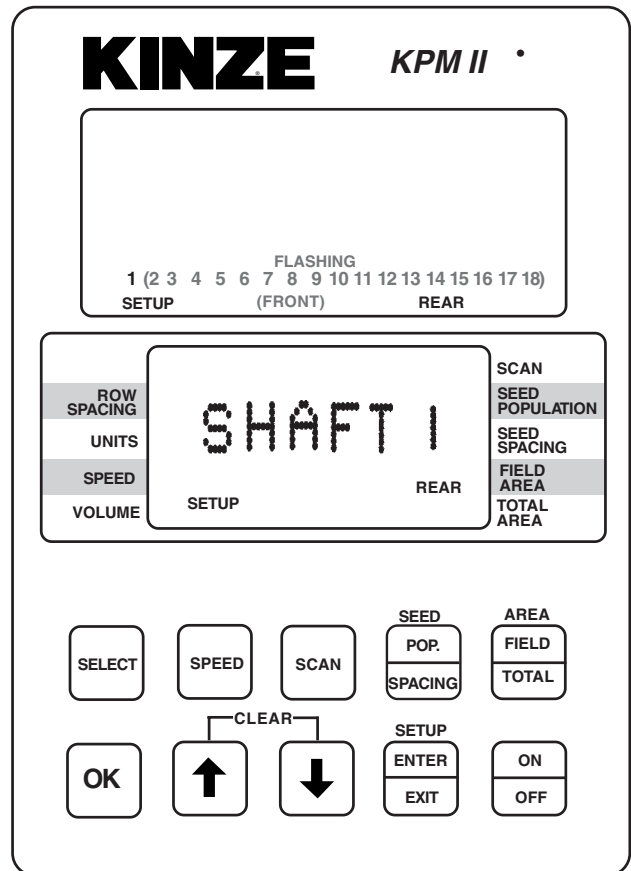 KINZE® KPM II
FLASHING
1 (2 3 4 5 6 7 8 9 10 11 12 13 14 15 16 17 18)
SETUP (FRONT) REAR
ROW
SPACING
UNITS
SPEED
VOLUME
SHAFT 1
SETUP REAR
SCAN
SEED
POPULATION
SEED
SPACING
FIELD
AREA
TOTAL
AREA
SELECT
SPEED
SCAN
SEED
POP.
SPACING
AREA
FIELD
TOTAL
CLEAR
OK
SETUP
ENTER
EXIT
ON
OFF